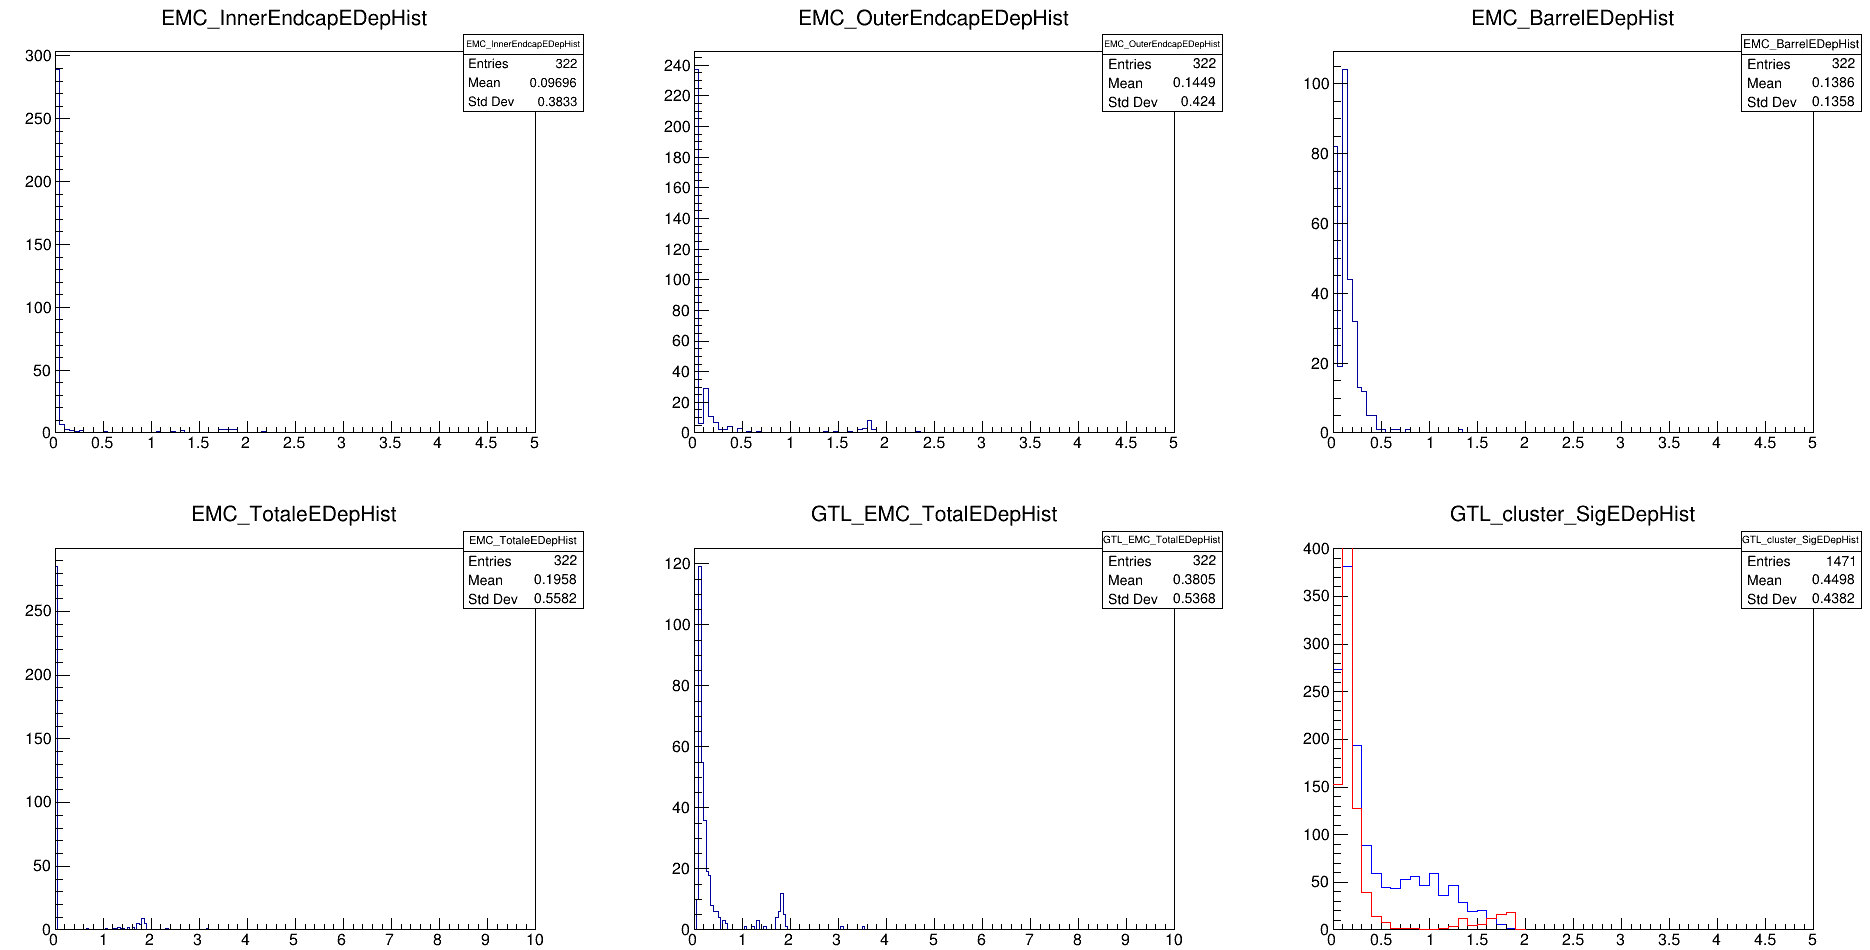 EMC_InnerEndcapEDepHist
EMC_InnerEndcapEDepHist
Entries 322
Mean 0.09696
Std Dev 0.3833
300
250
200
150
100
50
0
0 0.5 1 1.5 2 2.5 3 3.5 4 4.5 5
EMC_OuterEndcapEDepHist
EMC_OuterEndcapEDepHist
Entries 322
Mean 0.1449
Std Dev 0.424
240
220
200
180
160
140
120
100
80
60
40
20
0
0 0.5 1 1.5 2 2.5 3 3.5 4 4.5 5
EMC_BarrelEDepHist
EMC_BarrelEDepHist
Entries 322
Mean 0.1386
Std Dev 0.1358
100
80
60
40
20
0
0 0.5 1 1.5 2 2.5 3 3.5 4 4.5 5
EMC_TotaleEDepHist
EMC_TotaleEDepHist
Entries 322
Mean 0.1958
Std Dev 0.5582
250
200
150
100
50
0
0 1 2 3 4 5 6 7 8 9 10
GTL_EMC_TotalEDepHist
GTL_EMC_TotalEDepHist
Entries 322
Mean 0.3805
Std Dev 0.5368
120
100
80
60
40
20
0
0 1 2 3 4 5 6 7 8 9 10
GTL_cluster_SigEDepHist
GTL_cluster_SigEDepHist
Entries 1471
Mean 0.4498
Std Dev 0.4382
400
350
300
250
200
150
100
50
0
0 0.5 1 1.5 2 2.5 3 3.5 4 4.5 5